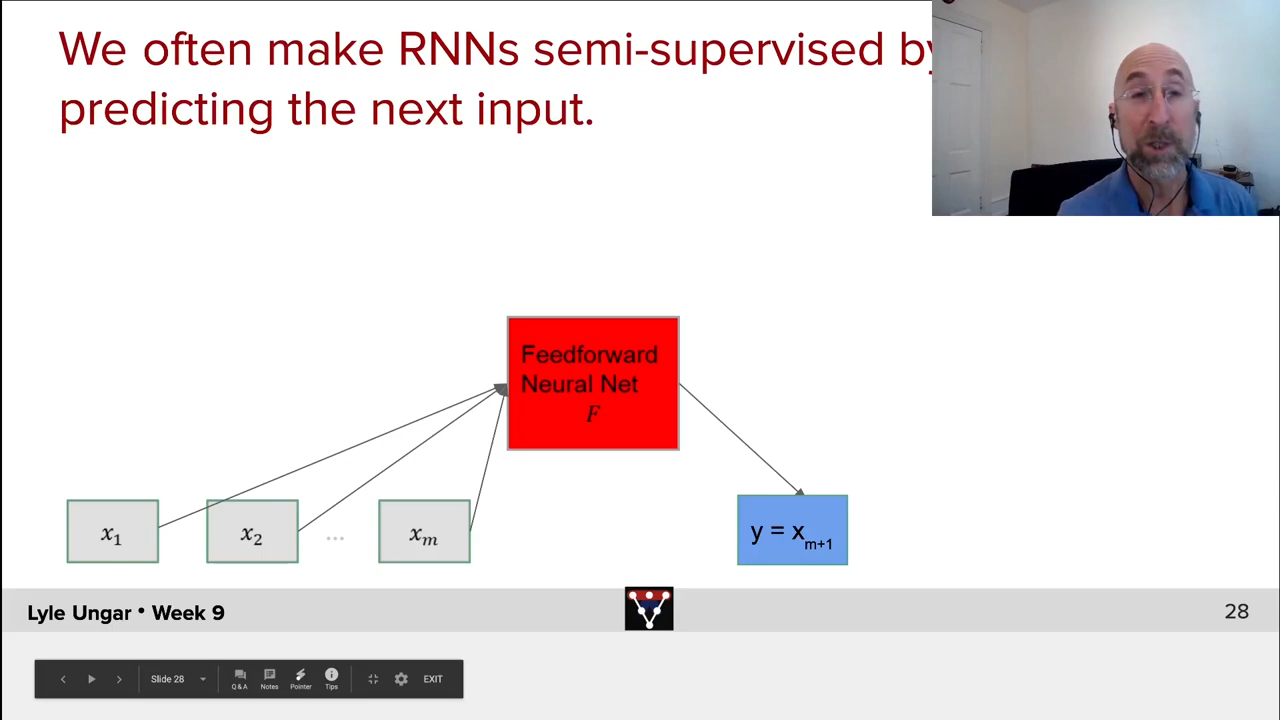 We often make RNNs semi-supervised by
predicting the next input.
Feedforward
Neural Net
F
x₁
x₂
...
xₘ
y = xₘ₊₁
Lyle Ungar • Week 9
28
Slide 28
Q & A
Notes
Pointer
Tips
EXIT